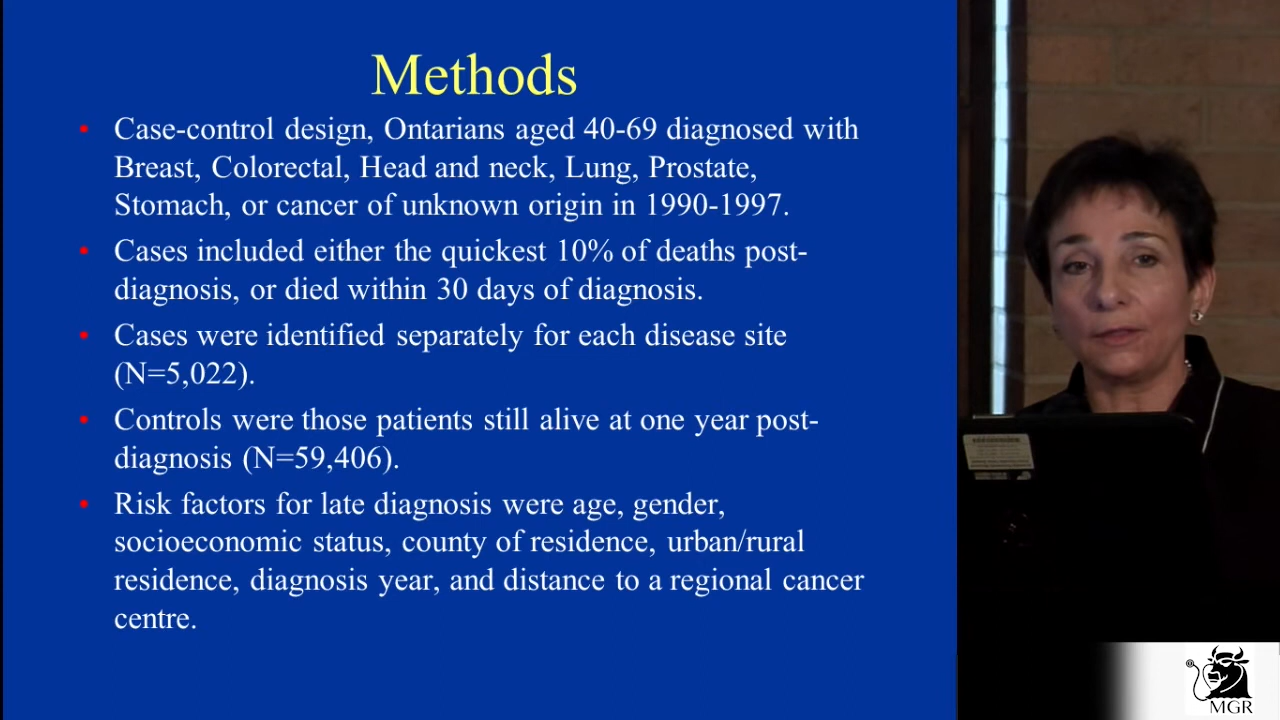 Methods
• Case-control design, Ontarians aged 40-69 diagnosed with
Breast, Colorectal, Head and neck, Lung, Prostate,
Stomach, or cancer of unknown origin in 1990-1997.
• Cases included either the quickest 10% of deaths post-
diagnosis, or died within 30 days of diagnosis.
• Cases were identified separately for each disease site
(N=5,022).
• Controls were those patients still alive at one year post-
diagnosis (N=59,406).
• Risk factors for late diagnosis were age, gender,
socioeconomic status, county of residence, urban/rural
residence, diagnosis year, and distance to a regional cancer
centre.
MGR